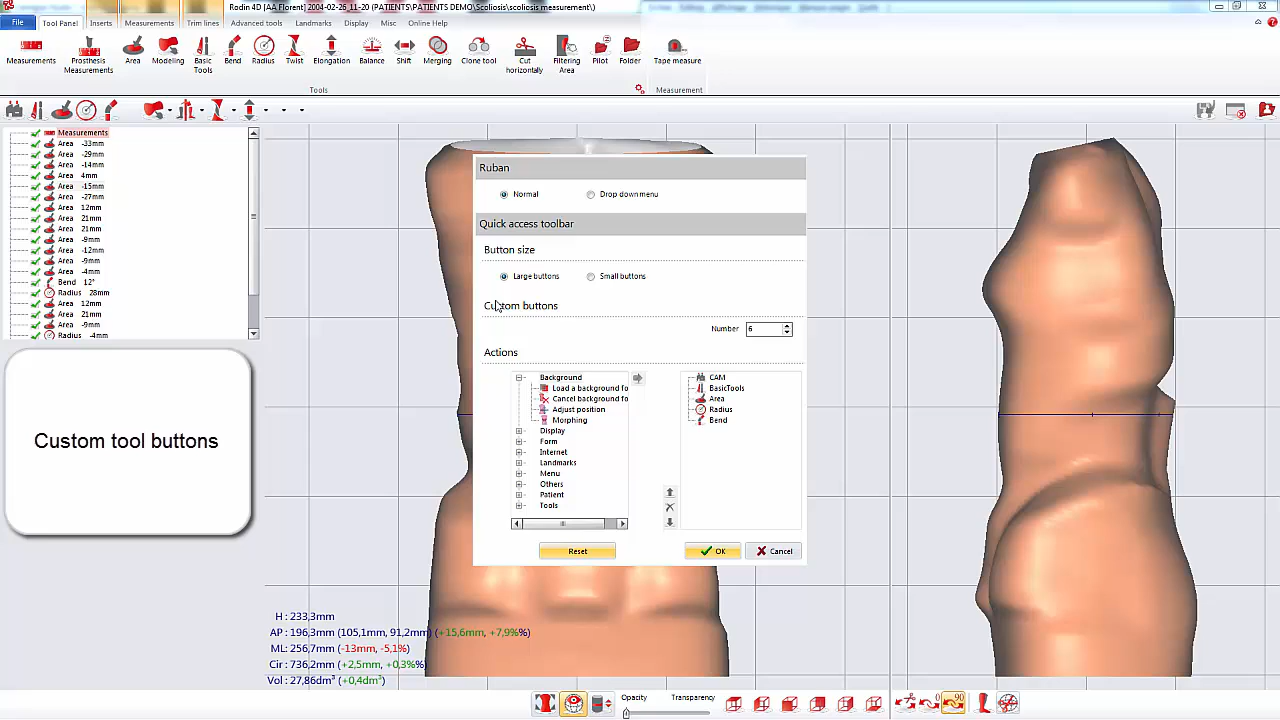 Rodin 4D [AA Florent] 2004-02-25 11-20 (PATIENTS\PATIENTS DEMO\Scoliosis\scoliosis-measurement\)
File Tool Panel Inserts Measurements Trim lines Advanced tools Landmarks Display Misc Online Help
Measurements Prosthesis Measurements Area Modeling Basic Tools Bend Radius Twist Elongation Balance Shift Merging Clone tool Cut horizontally Filtering Area Pilot Folder Tape measure
Tools Measurement
Measurements
Area -33mm
Area -29mm
Area -14mm
Area 4mm
Area -15mm
Area -27mm
Area 12mm
Area 21mm
Area 21mm
Area -9mm
Area -12mm
Area -9mm
Area -4mm
Bend 12°
Radius 28mm
Area 12mm
Area 21mm
Area -9mm
Radius -4mm
Custom tool buttons
Ruban
Normal Drop down menu
Quick access toolbar
Button size
Large buttons Small buttons
Custom buttons
Number 6
Actions
Background
Load a background fo
Cancel background fo
Adjust position
Morphing
Display
Form
Internet
Landmarks
Menu
Others
Patient
Tools
CAM
BasicTools
Area
Radius
Bend
Reset OK Cancel
H : 233,3mm
AP : 196,3mm (105,1mm, 91,2mm) (+15,6mm, +7,9%%)
ML: 256,7mm (-13mm, -5,1%)
Cir : 736,2mm (+2,5mm, +0,3%%)
Vol : 27,86dm³ (+0,4dm³)
Opacity Transparency
0 90